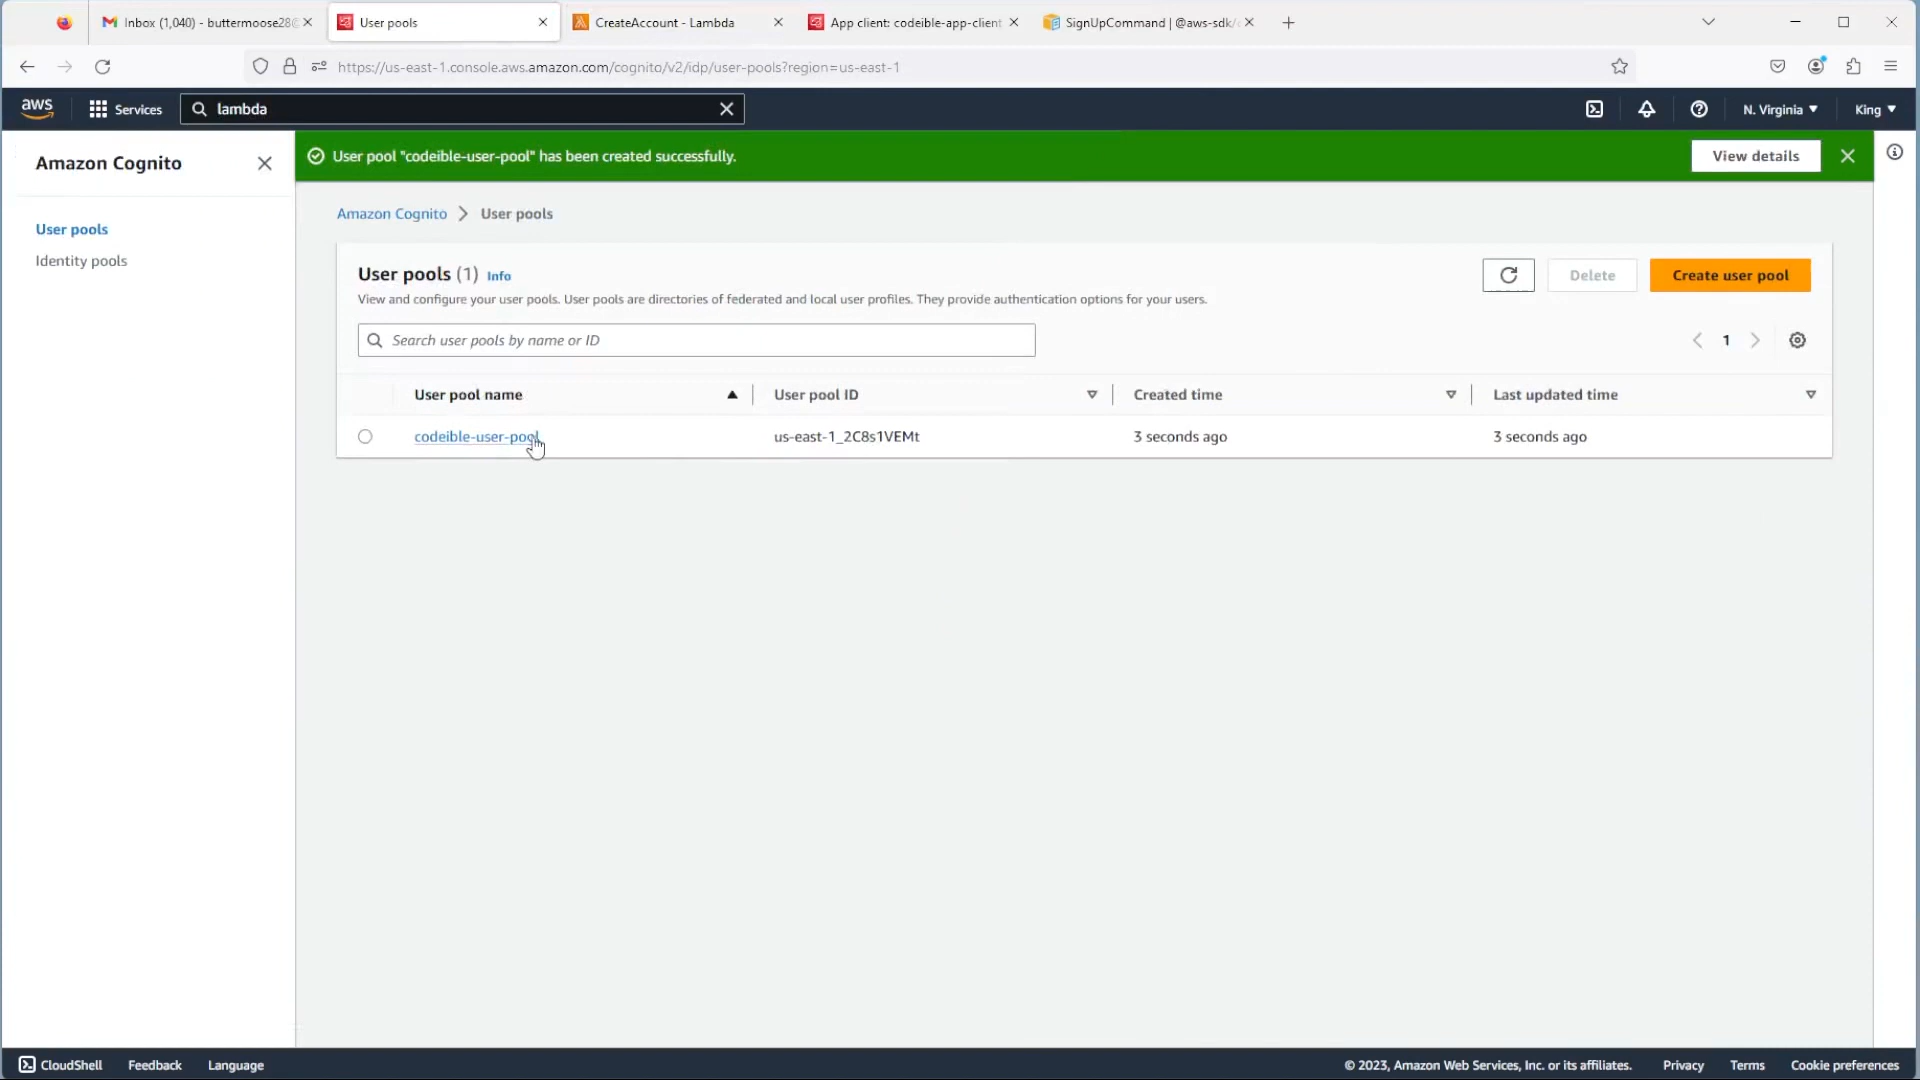 Inbox (1,040) - buttermoose28@
User pools
CreateAccount - Lambda
App client: codeible-app-client
SignUpCommand | @aws-sdk/
https://us-east-1.console.aws.amazon.com/cognito/v2/idp/user-pools?region=us-east-1
aws
Services
lambda
N. Virginia
King
Amazon Cognito
User pools
Identity pools
User pool "codeible-user-pool" has been created successfully.
View details
Amazon Cognito
User pools
User pools (1)
Info
Delete
Create user pool
View and configure your user pools. User pools are directories of federated and local user profiles. They provide authentication options for your users.
Search user pools by name or ID
1
User pool name
User pool ID
Created time
Last updated time
codeible-user-pool
us-east-1_2C8s1VEMt
3 seconds ago
3 seconds ago
CloudShell
Feedback
Language
© 2023, Amazon Web Services, Inc. or its affiliates.
Privacy
Terms
Cookie preferences